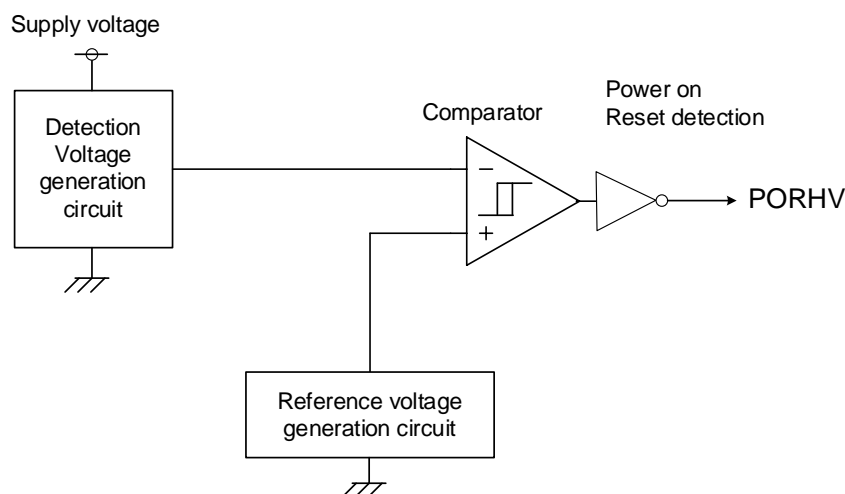 Supply voltage
Detection
Voltage
generation
circuit
Comparator
−
+
Power on
Reset detection
PORHV
Reference voltage
generation circuit